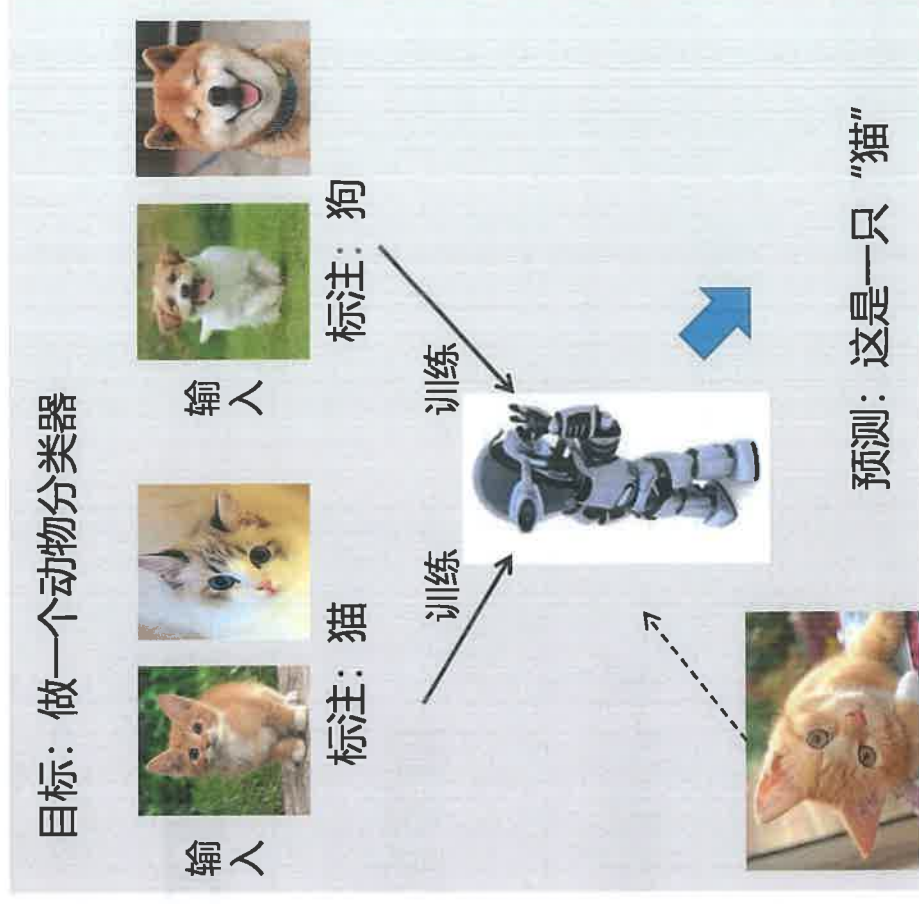 目标：做一个动物分类器
输
入
输
入
标注：猫
标注：狗
训练
训练
预测：这是一只“猫”